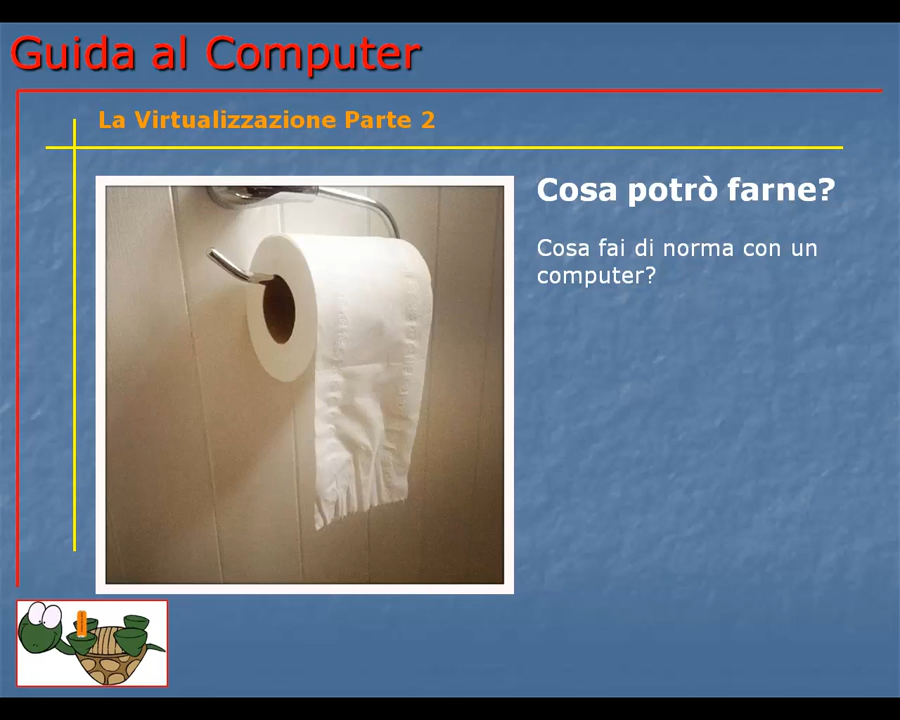 Guida al Computer
La Virtualizzazione Parte 2
Cosa potrò farne?
Cosa fai di norma con un
computer?